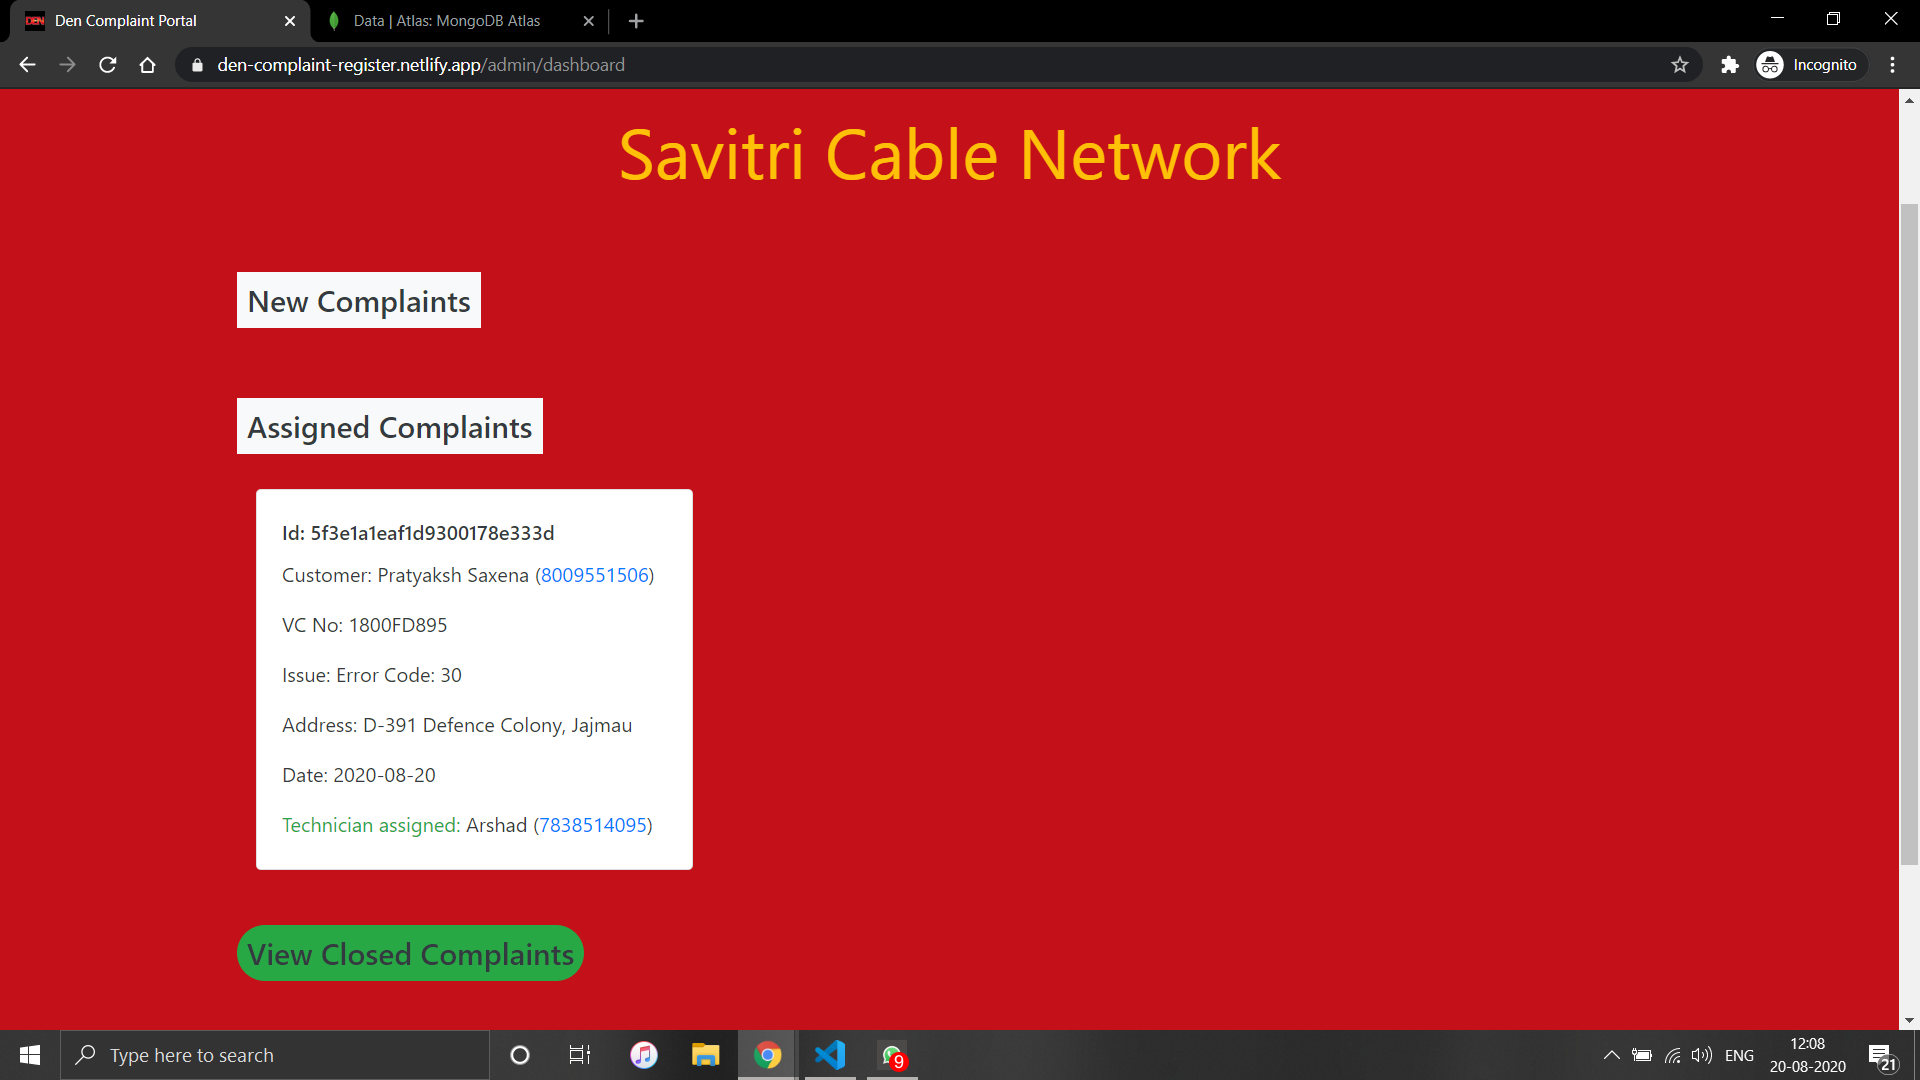 DEN Den Complaint Portal
Data | Atlas: MongoDB Atlas
den-complaint-register.netlify.app/admin/dashboard
Incognito
Savitri Cable Network
New Complaints
Assigned Complaints
Id: 5f3e1a1eaf1d9300178e333d
Customer: Pratyaksh Saxena (8009551506)
VC No: 1800FD895
Issue: Error Code: 30
Address: D-391 Defence Colony, Jajmau
Date: 2020-08-20
Technician assigned: Arshad (7838514095)
View Closed Complaints
Type here to search
9
ENG
12:08
20-08-2020
21